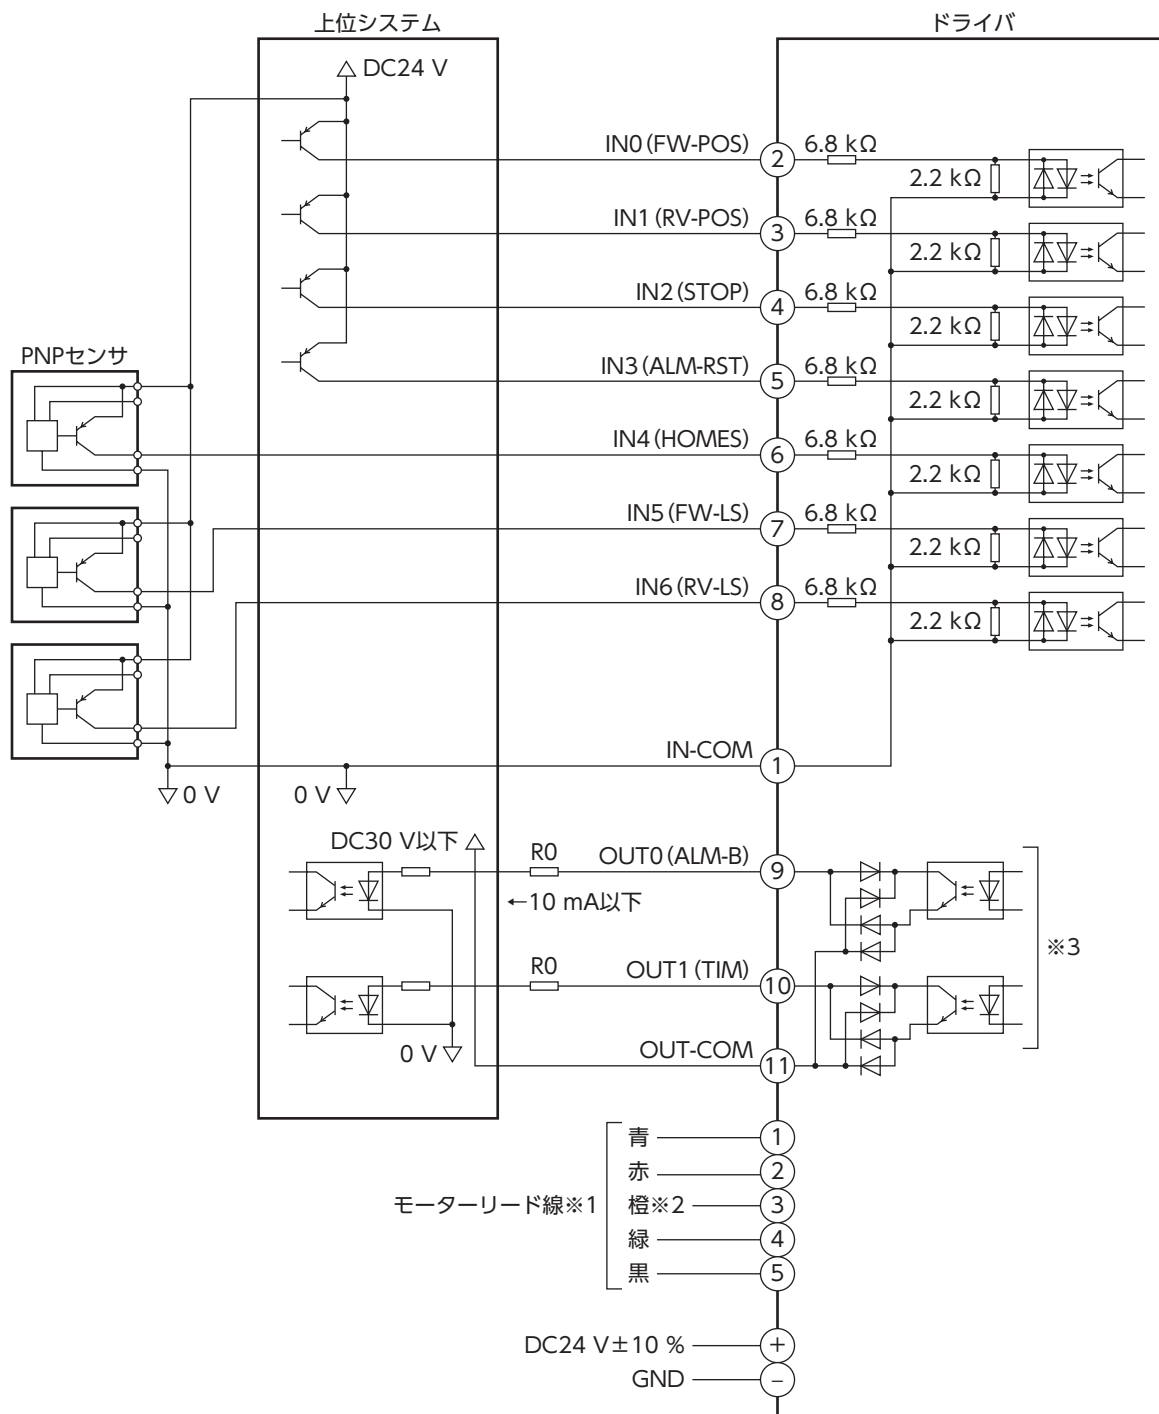 上位システム
ドライバ
DC24 V
IN0 (FW-POS)
2
6.8 kΩ
2.2 kΩ
IN1 (RV-POS)
3
6.8 kΩ
2.2 kΩ
IN2 (STOP)
4
6.8 kΩ
2.2 kΩ
PNPセンサ
IN3 (ALM-RST)
5
6.8 kΩ
2.2 kΩ
IN4 (HOMES)
6
6.8 kΩ
2.2 kΩ
IN5 (FW-LS)
7
6.8 kΩ
2.2 kΩ
IN6 (RV-LS)
8
6.8 kΩ
2.2 kΩ
IN-COM
1
0 V
0 V
DC30 V以下
R0
OUT0 (ALM-B)
9
←10 mA以下
※3
R0
OUT1 (TIM)
10
0 V
OUT-COM
11
モーターリード線※1
青
1
赤
2
橙※2
3
緑
4
黒
5
DC24 V±10 %
+
GND
−